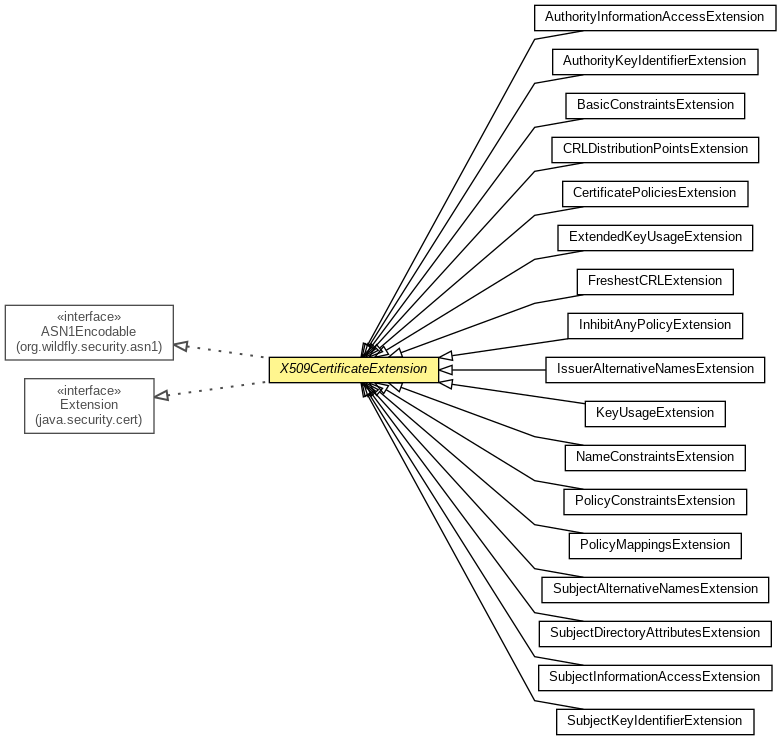 AuthorityInformationAccessExtension
AuthorityKeyIdentifierExtension
BasicConstraintsExtension
CRLDistributionPointsExtension
CertificatePoliciesExtension
ExtendedKeyUsageExtension
FreshestCRLExtension
«interface»
ASN1Encodable
(org.wildfly.security.asn1)
InhibitAnyPolicyExtension
X509CertificateExtension
IssuerAlternativeNamesExtension
«interface»
Extension
(java.security.cert)
KeyUsageExtension
NameConstraintsExtension
PolicyConstraintsExtension
PolicyMappingsExtension
SubjectAlternativeNamesExtension
SubjectDirectoryAttributesExtension
SubjectInformationAccessExtension
SubjectKeyIdentifierExtension